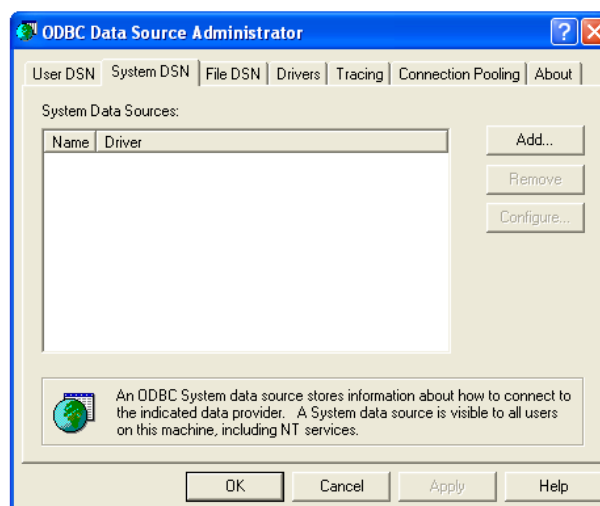 ODBC Data Source Administrator
User DSN System DSN File DSN Drivers Tracing Connection Pooling About
System Data Sources:
Name Driver
Add...
Remove
Configure...
An ODBC System data source stores information about how to connect to
the indicated data provider. A System data source is visible to all users
on this machine, including NT services.
OK Cancel Apply Help